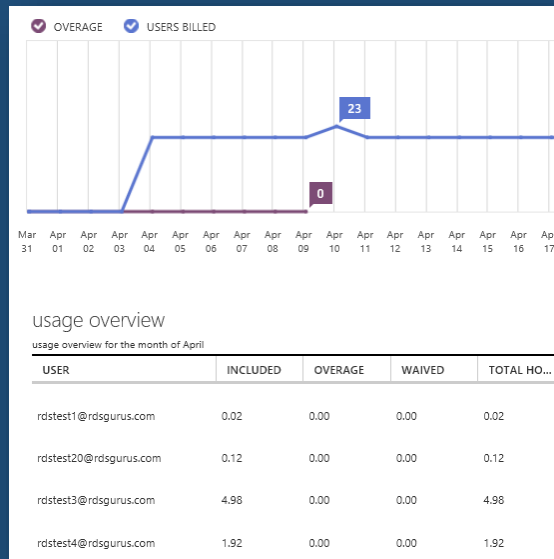 OVERAGE USERS BILLED
23
0
Mar 31 Apr 01 Apr 02 Apr 03 Apr 04 Apr 05 Apr 06 Apr 07 Apr 08 Apr 09 Apr 10 Apr 11 Apr 12 Apr 13 Apr 14 Apr 15 Apr 16 Ap 17
usage overview
usage overview for the month of April
USER INCLUDED OVERAGE WAIVED TOTAL HO...
rdstest1@rdsgurus.com 0.02 0.00 0.00 0.02
rdstest20@rdsgurus.com 0.12 0.00 0.00 0.12
rdstest3@rdsgurus.com 4.98 0.00 0.00 4.98
rdstest4@rdsgurus.com 1.92 0.00 0.00 1.92